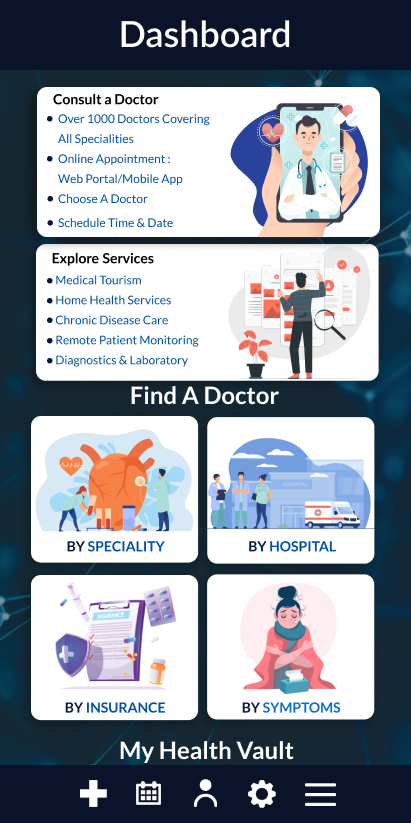 Dashboard
Consult a Doctor
Over 1000 Doctors Covering
All Specialities
Online Appointment :
Web Portal/Mobile App
Choose A Doctor
Schedule Time & Date
Explore Services
Medical Tourism
Home Health Services
Chronic Disease Care
Remote Patient Monitoring
Diagnostics & Laboratory
Find A Doctor
HOSPITAL
BY SPECIALITY
BY HOSPITAL
INSURANCE
BY INSURANCE
BY SYMPTOMS
My Health Vault